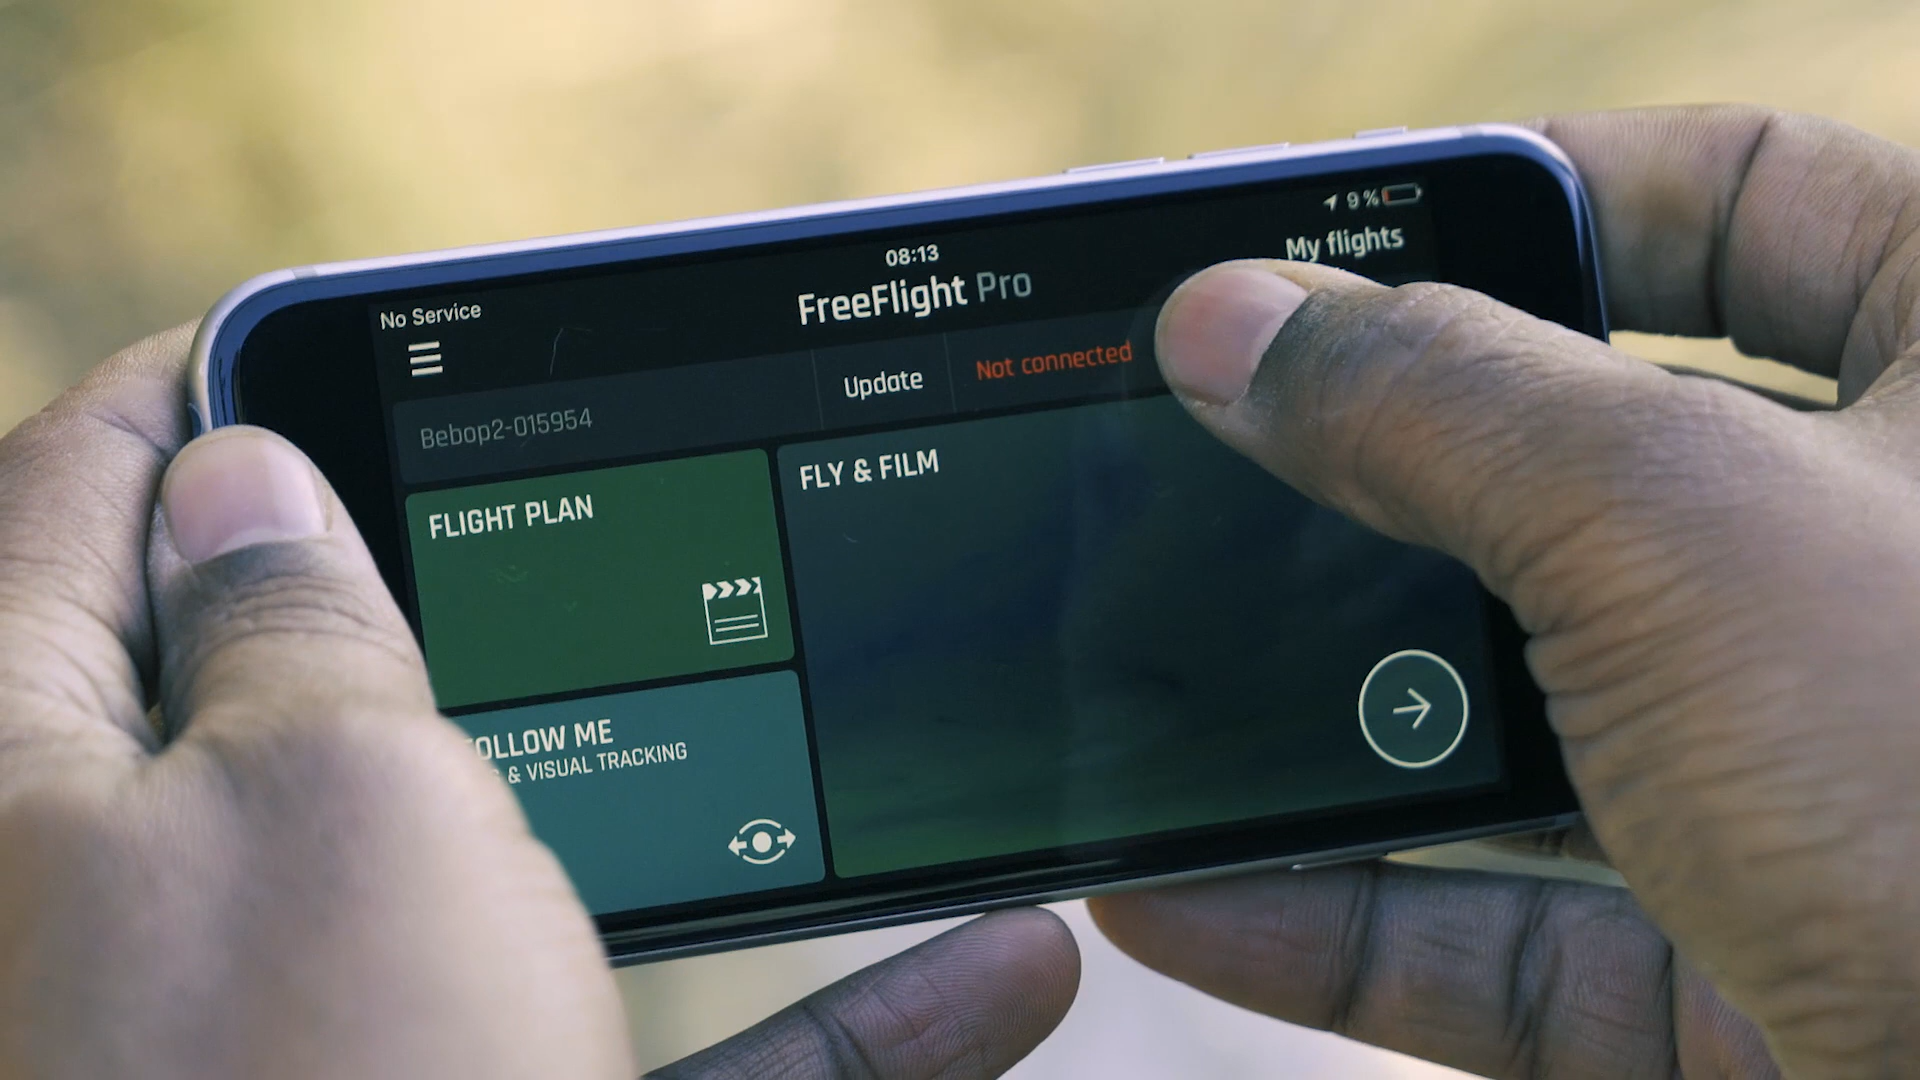 08:13
9 %
No Service
FreeFlight Pro
My flights
Bebop2-015954
Update
Not connected
FLIGHT PLAN
FLY & FILM
OLLOW ME
& VISUAL TRACKING